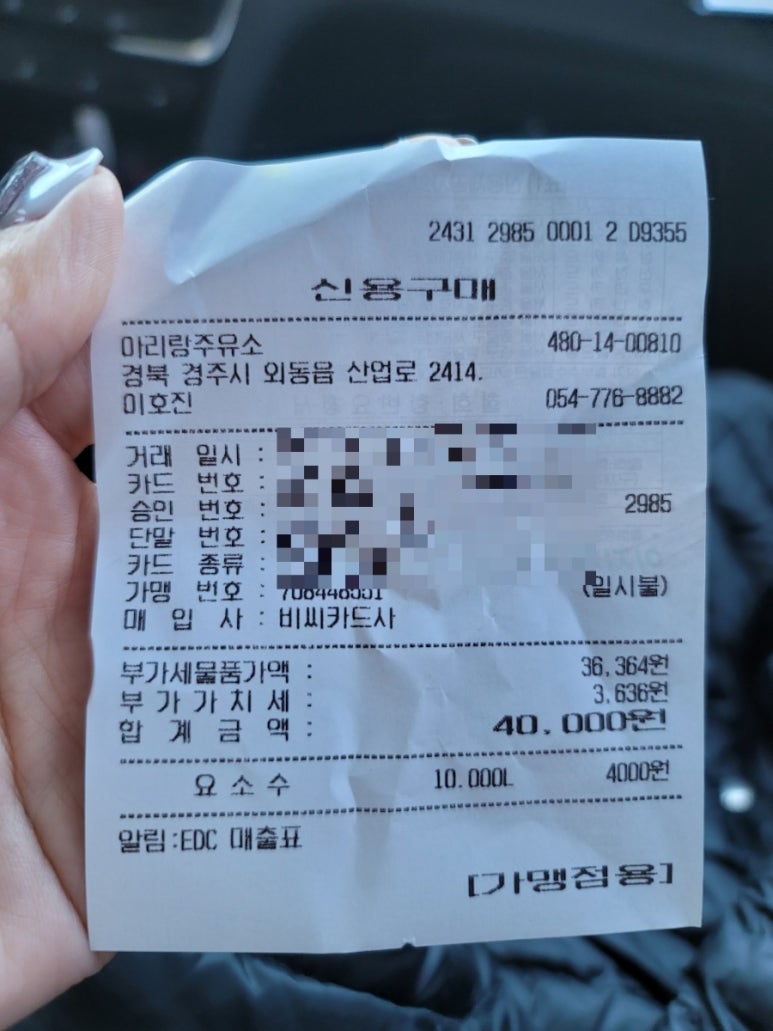 2431 2985 0001 2 D9355
신용구매
아리랑주유소 480-14-00810
경북 경주시 외동읍 산업로 2414.
이호진 054-776-8882
거래 일시 :
카드 번호 :
승인 번호 : 2985
단말 번호 :
카드 종류 :
가맹 번호 : (일시불)
매 입 사 : 비씨카드사
부가세물품가액 : 36,364원
부 가 가 치 세 : 3,636원
합 계 금 액 : 40,000원
요 소 수 10.000L 4000원
알림:EDC 매출표
[가맹점용]